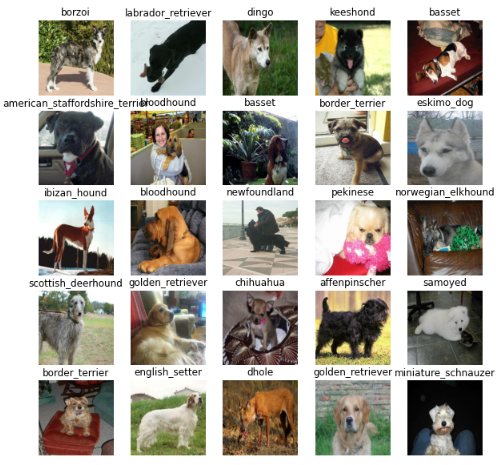 borzoi labrador_retriever dingo keeshond basset
american_staffordshire_terrier bloodhound basset border_terrier eskimo_dog
ibizan_hound bloodhound newfoundland pekinese norwegian_elkhound
scottish_deerhound golden_retriever chihuahua affenpinscher samoyed
border_terrier english_setter dhole golden_retriever miniature_schnauzer